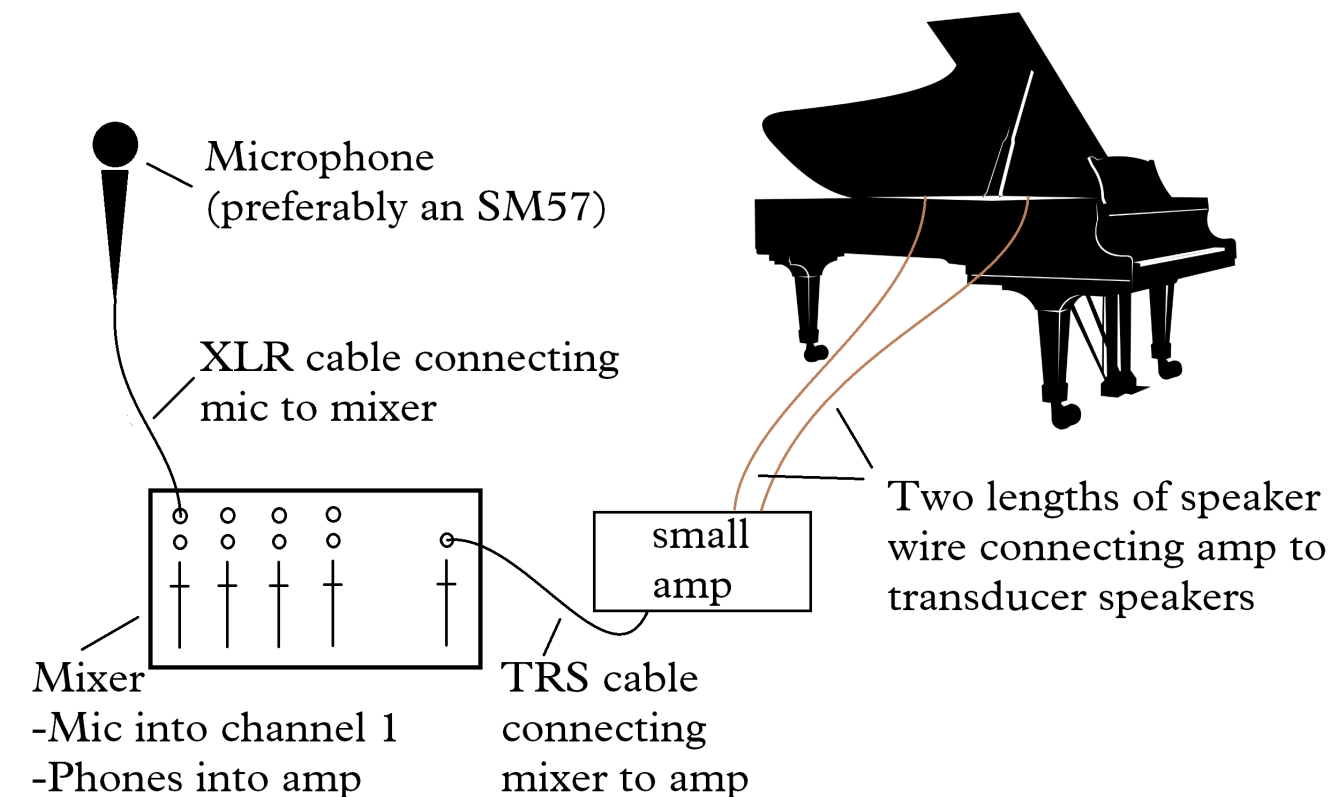 Microphone
(preferably an SM57)
XLR cable connecting
mic to mixer
small
amp
Two lengths of speaker
wire connecting amp to
transducer speakers
Mixer
-Mic into channel 1
-Phones into amp
TRS cable
connecting
mixer to amp